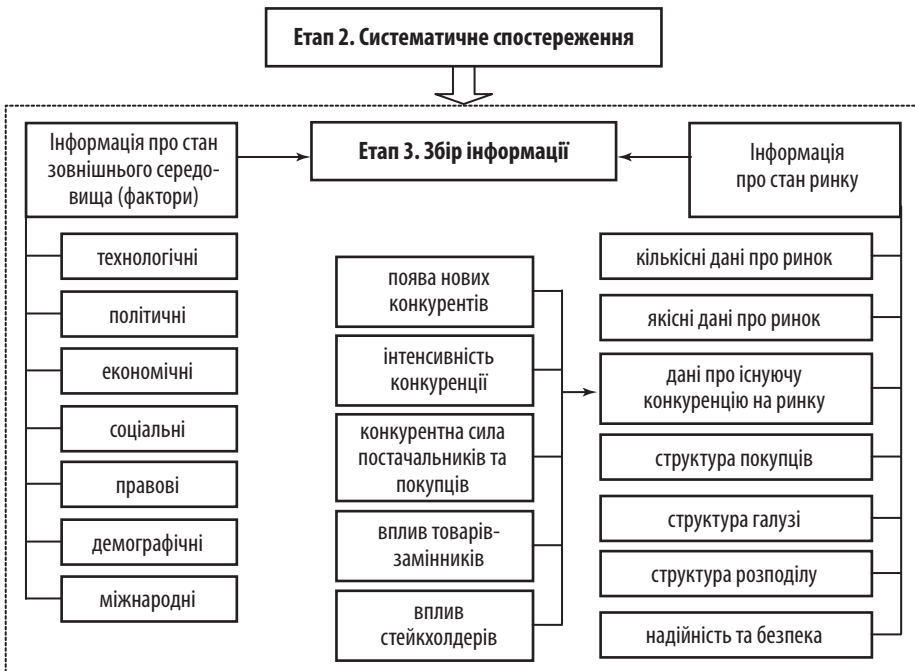 Етап 2. Систематичне спостереження
Інформація про стан
зовнішнього середо-
вища (фактори)
Етап 3. Збір інформації
Інформація
про стан ринку
технологічні
політичні
економічні
соціальні
правові
демографічні
міжнародні
поява нових
конкурентів
інтенсивність
конкуренції
конкурентна сила
постачальників та
покупців
вплив товарів-
замінників
вплив
стейкхолдерів
кількісні дані про ринок
якісні дані про ринок
дані про існуючу
конкуренцію на ринку
структура покупців
структура галузі
структура розподілу
надійність та безпека